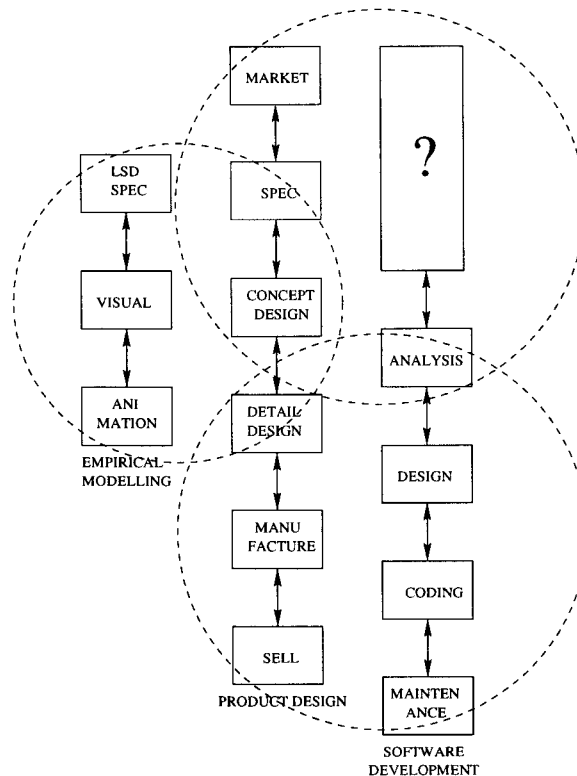 LSD
SPEC
VISUAL
ANI
MATION
EMPIRICAL
MODELLING
MARKET
SPEC
CONCEPT
DESIGN
DETAIL
DESIGN
MANU
FACTURE
SELL
PRODUCT DESIGN
?
ANALYSIS
DESIGN
CODING
MAINTEN
ANCE
SOFTWARE
DEVELOPMENT